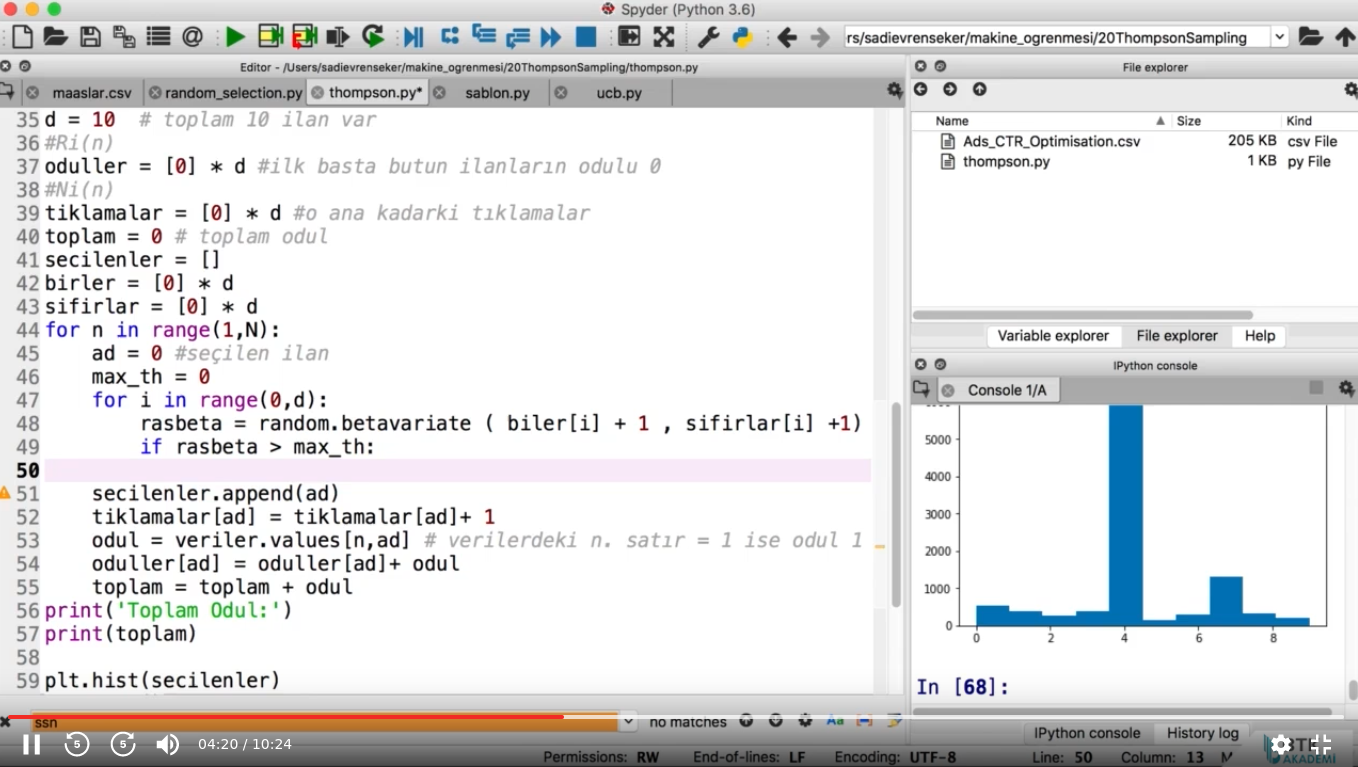 Spyder (Python 3.6)
rs/sadievrenseker/makine_ogrenmesi/20ThompsonSampling
Editor - /Users/sadievrenseker/makine_ogrenmesi/20ThompsonSampling/thompson.py
maaslar.csv random_selection.py thompson.py* sablon.py ucb.py
35 d = 10 # toplam 10 ilan var
36 #Ri(n)
37 oduller = [0] * d #ilk basta butun ilanların odulu 0
38 #Ni(n)
39 tiklamalar = [0] * d #o ana kadarki tıklamalar
40 toplam = 0 # toplam odul
41 secilenler = []
42 birler = [0] * d
43 sifirlar = [0] * d
44 for n in range(1,N):
45 ad = 0 #seçilen ilan
46 max_th = 0
47 for i in range(0,d):
48 rasbeta = random.betavariate ( biler[i] + 1 , sifirlar[i] +1)
49 if rasbeta > max_th:
50
51 secilenler.append(ad)
52 tiklamalar[ad] = tiklamalar[ad]+ 1
53 odul = veriler.values[n,ad] # verilerdeki n. satır = 1 ise odul 1
54 oduller[ad] = oduller[ad]+ odul
55 toplam = toplam + odul
56 print('Toplam Odul:')
57 print(toplam)
58
59 plt.hist(secilenler)
ssn
no matches
Aa
File explorer
Name Size Kind
Ads_CTR_Optimisation.csv 205 KB csv File
thompson.py 1 KB py File
Variable explorer File explorer Help
IPython console
Console 1/A
5000
4000
3000
2000
1000
0
0 2 4 6 8
In [68]:
IPython console History log
5 5 04:20 / 10:24
Permissions: RW End-of-lines: LF Encoding: UTF-8 Line: 50 Column: 13
AKADEMİ